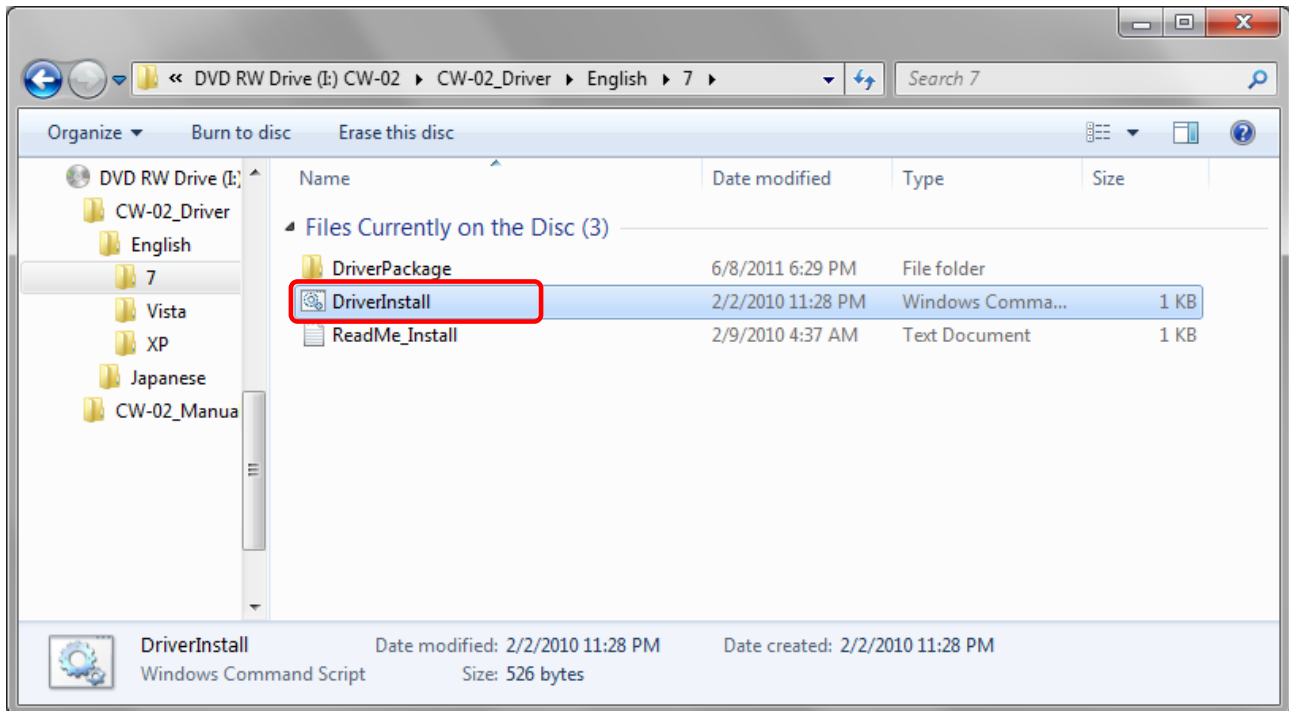 « DVD RW Drive (I:) CW-02 ▸ CW-02_Driver ▸ English ▸ 7 ▸ Search 7
Organize ▾ Burn to disc Erase this disc
DVD RW Drive (I:)
CW-02_Driver
English
7
Vista
XP
Japanese
CW-02_Manua
Name Date modified Type Size
Files Currently on the Disc (3)
DriverPackage 6/8/2011 6:29 PM File folder
DriverInstall 2/2/2010 11:28 PM Windows Comma... 1 KB
ReadMe_Install 2/9/2010 4:37 AM Text Document 1 KB
DriverInstall Date modified: 2/2/2010 11:28 PM Date created: 2/2/2010 11:28 PM
Windows Command Script Size: 526 bytes